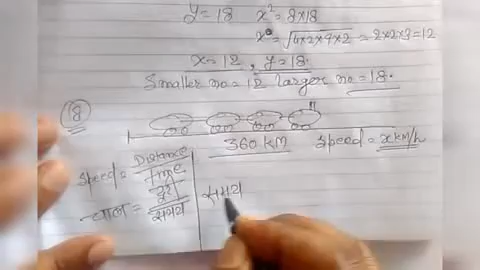 y=18 x²=8×18
x=√4×2×9×2 =2×2×3=12
x=12, y=18.
Smaller no=12 larger no=18.
8
360 KM Speed = x km/h
Speed = Distance / Time
चाल = दूरी / समय
समय